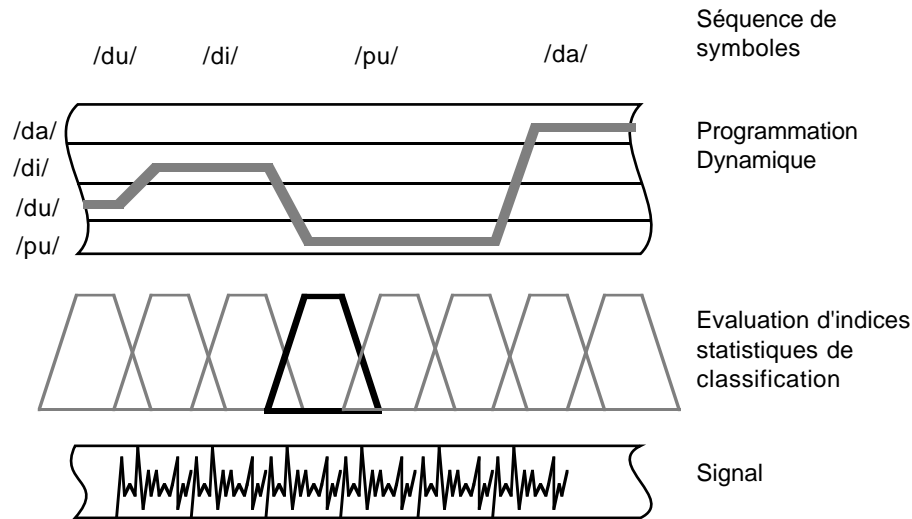 Séquence de
symboles
/du/ /di/ /pu/ /da/
/da/
/di/
/du/
/pu/
Programmation
Dynamique
Evaluation d'indices
statistiques de
classification
Signal